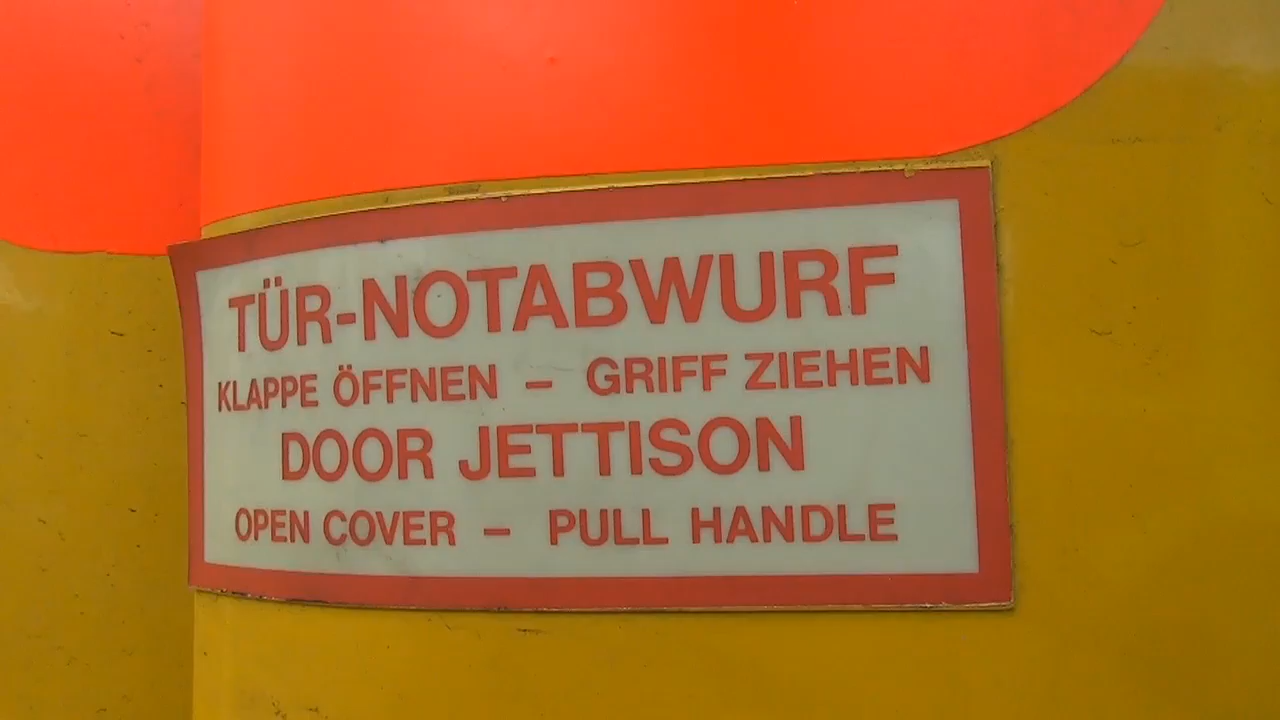 TÜR-NOTABWURF
KLAPPE ÖFFNEN – GRIFF ZIEHEN
DOOR JETTISON
OPEN COVER – PULL HANDLE